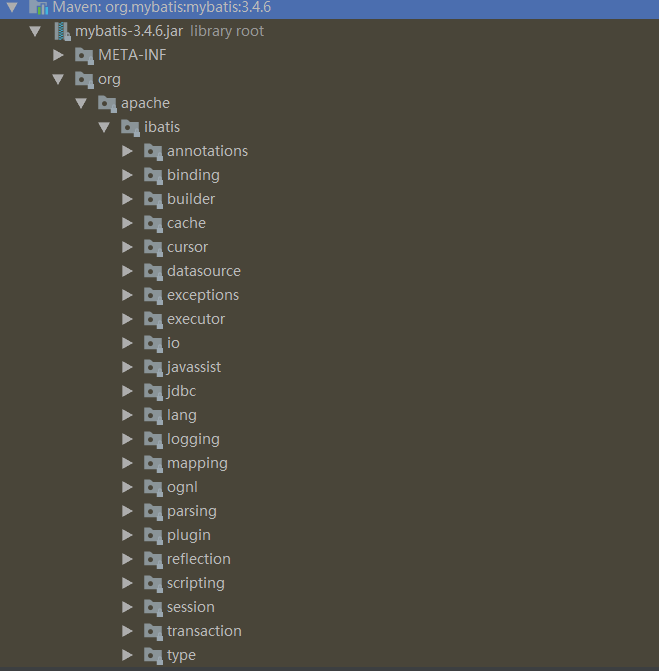 Maven: org.mybatis:mybatis:3.4.6
mybatis-3.4.6.jar library root
META-INF
org
apache
ibatis
annotations
binding
builder
cache
cursor
datasource
exceptions
executor
io
javassist
jdbc
lang
logging
mapping
ognl
parsing
plugin
reflection
scripting
session
transaction
type